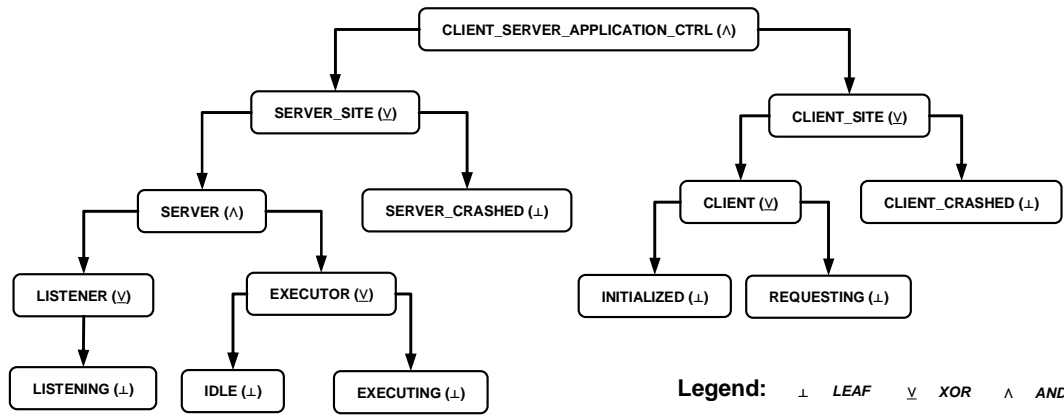 CLIENT_SERVER_APPLICATION_CTRL (∧)
SERVER_SITE (⊻)
CLIENT_SITE (⊻)
SERVER (∧)
SERVER_CRASHED (⊥)
CLIENT (⊻)
CLIENT_CRASHED (⊥)
LISTENER (⊻)
EXECUTOR (⊻)
INITIALIZED (⊥)
REQUESTING (⊥)
LISTENING (⊥)
IDLE (⊥)
EXECUTING (⊥)
Legend: ⊥ LEAF ⊻ XOR ∧ AND